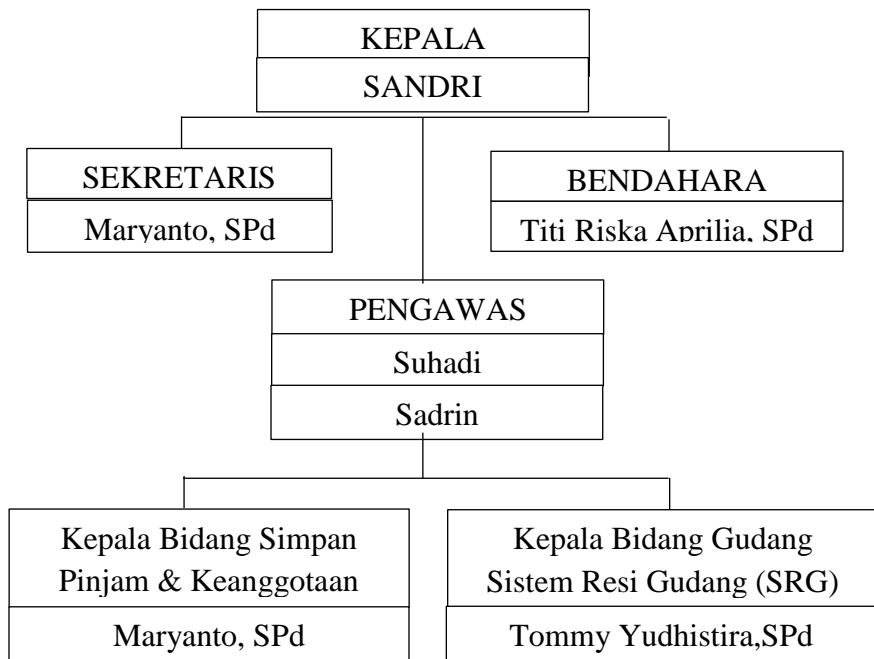 KEPALA
SANDRI
SEKRETARIS
BENDAHARA
Maryanto, SPd
Titi Riska Aprilia, SPd
PENGAWAS
Suhadi
Sadrin
Kepala Bidang Simpan
Pinjam & Keanggotaan
Maryanto, SPd
Kepala Bidang Gudang
Sistem Resi Gudang (SRG)
Tommy Yudhistira,SPd